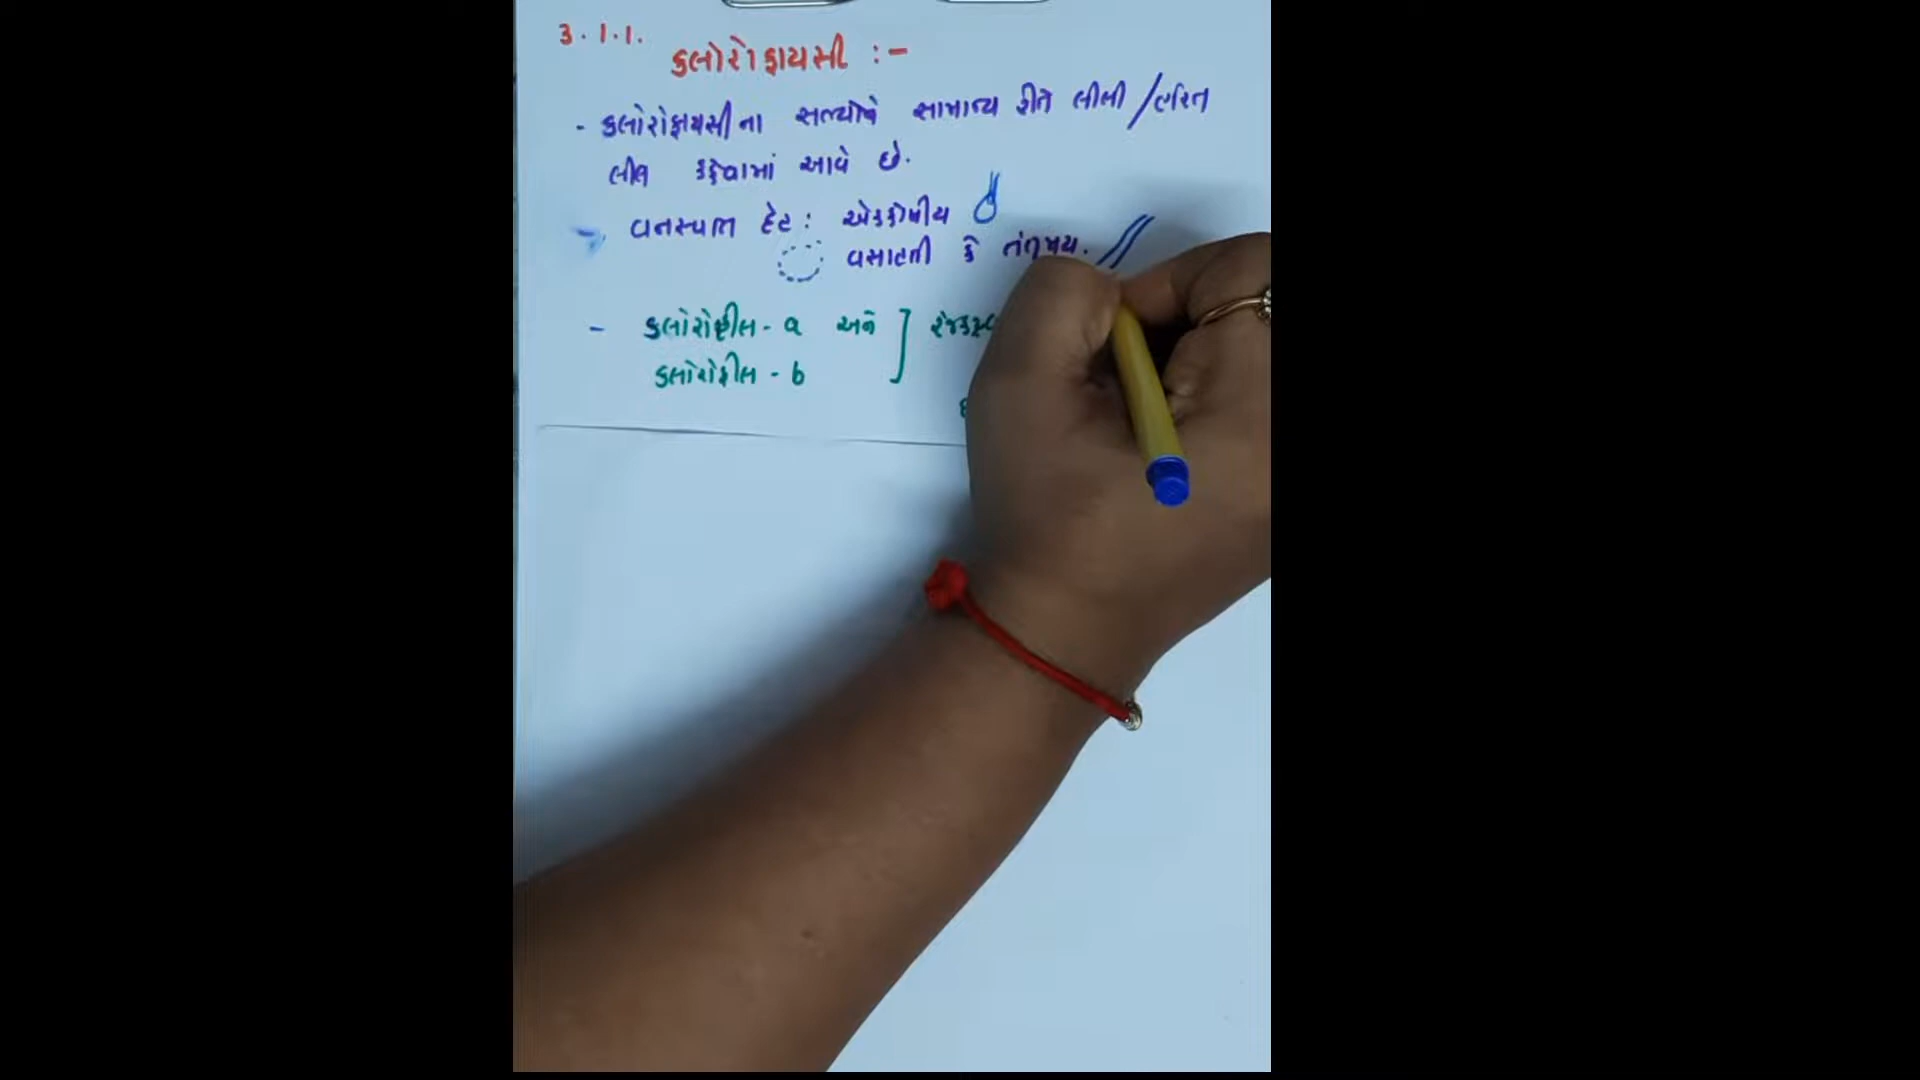 3.1.1.
ક્લોરોફાયસી :-
- ક્લોરોફાયસીના સભ્યોને સામાન્ય રીતે લીલી / હરિત
લીલ કહેવામાં આવે છે.
વનસ્પતિ દેહ : એકકોષીય
વસાહતી કે તંતુમય.
- ક્લોરોફીલ - a અને
ક્લોરોફીલ - b